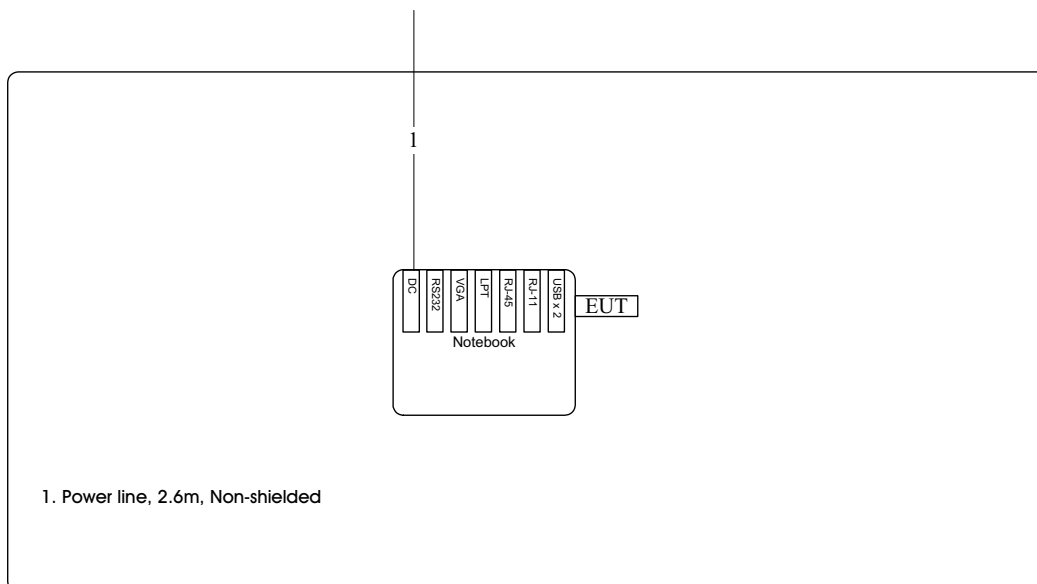 1
DC
RS232
VGA
LPT
RJ-45
RJ-11
USB x 2
EUT
Notebook
1. Power line, 2.6m, Non-shielded